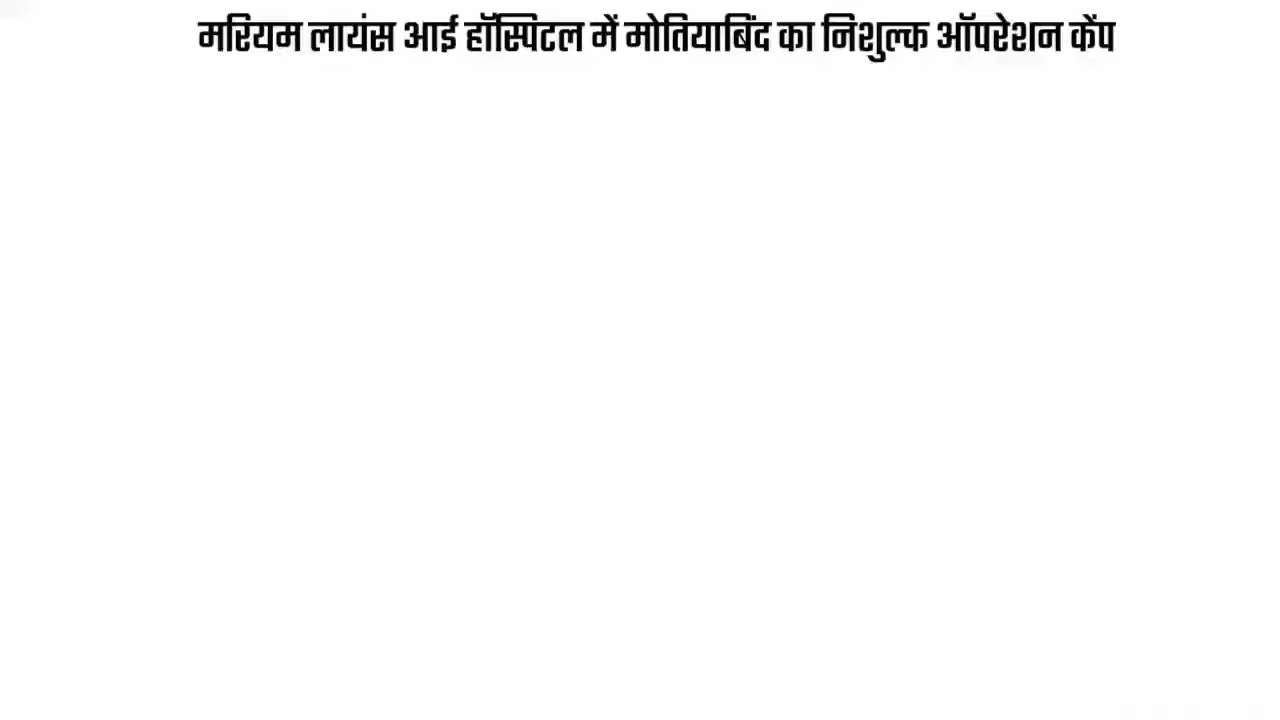 मरियम लायंस आई हॉस्पिटल में मोतियाबिंद का निशुल्क ऑपरेशन केंप